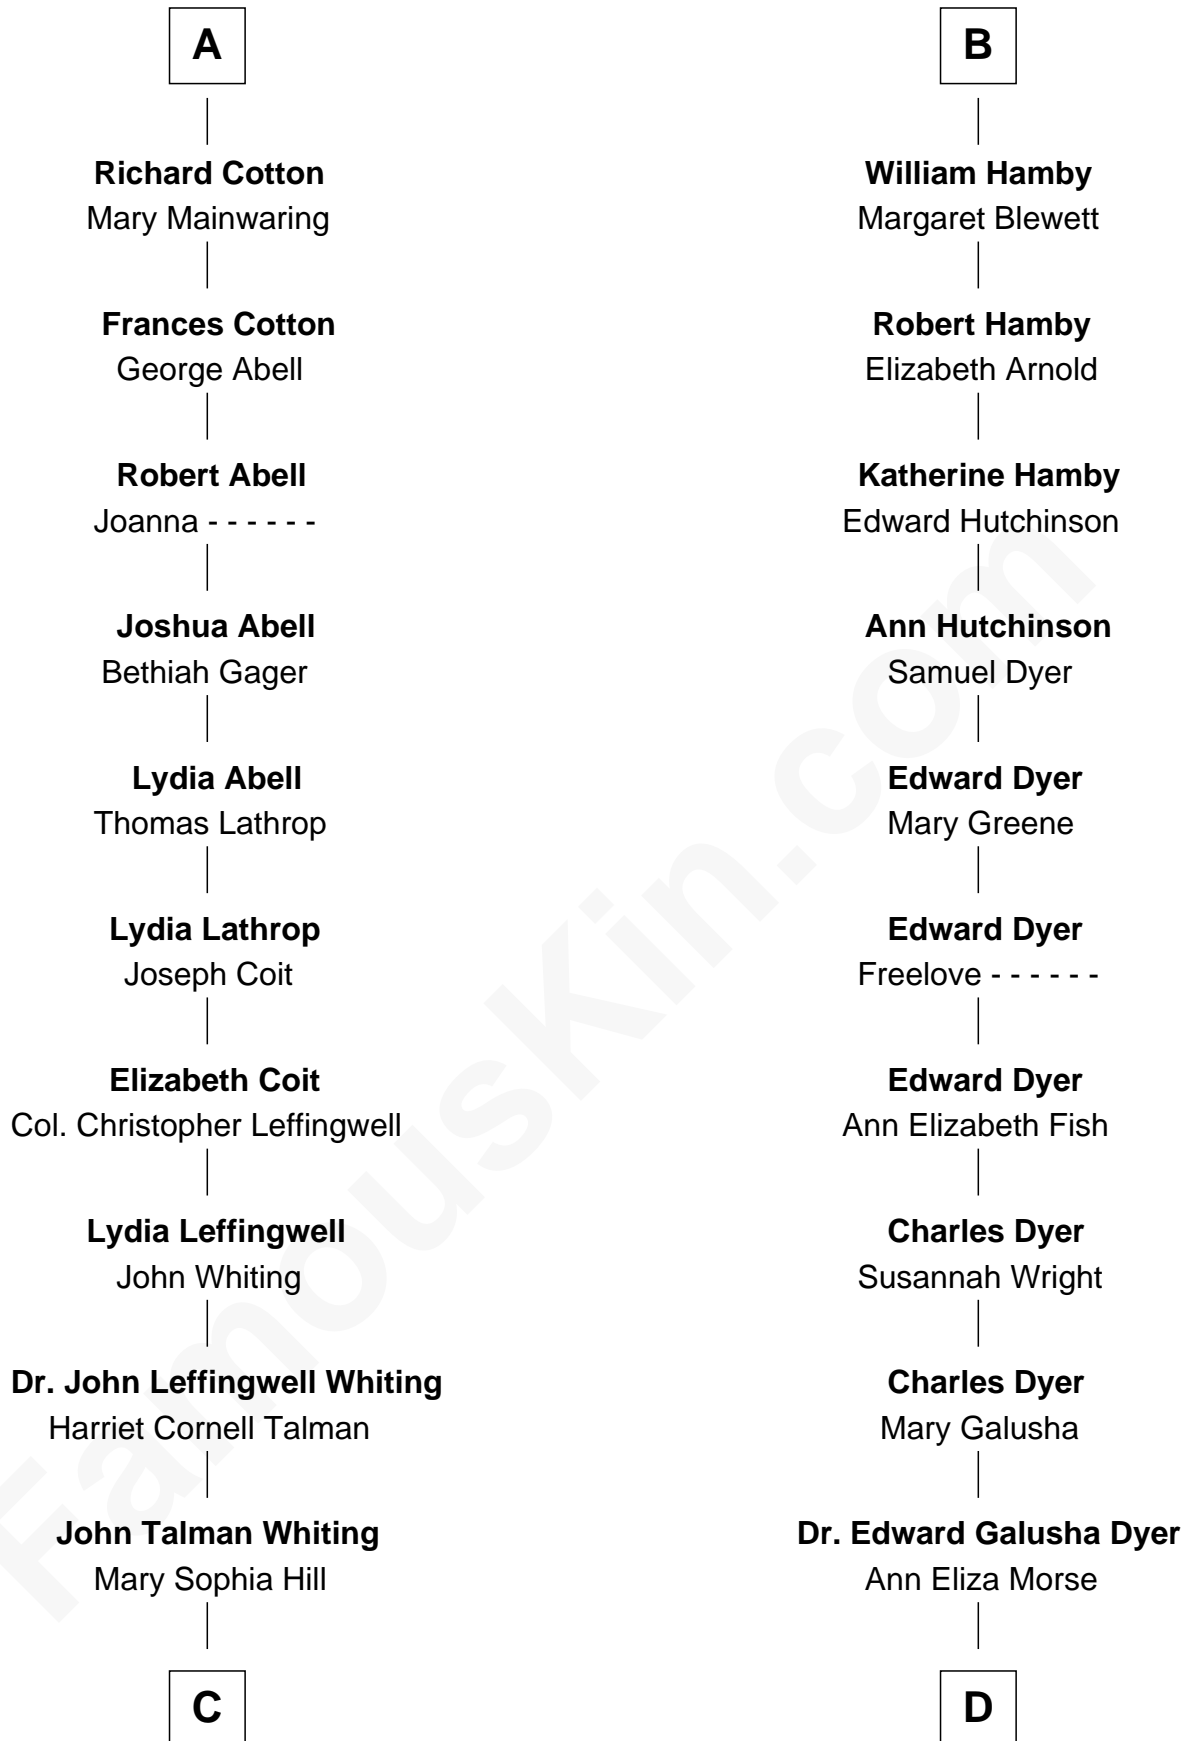 A
Richard Cotton
Mary Mainwaring
Frances Cotton
George Abell
Robert Abell
Joanna - - - - - -
Joshua Abell
Bethiah Gager
Lydia Abell
Thomas Lathrop
Lydia Lathrop
Joseph Coit
Elizabeth Coit
Col. Christopher Leffingwell
Lydia Leffingwell
John Whiting
Dr. John Leffingwell Whiting
Harriet Cornell Talman
John Talman Whiting
Mary Sophia Hill
C
B
William Hamby
Margaret Blewett
Robert Hamby
Elizabeth Arnold
Katherine Hamby
Edward Hutchinson
Ann Hutchinson
Samuel Dyer
Edward Dyer
Mary Greene
Edward Dyer
Freelove - - - - - -
Edward Dyer
Ann Elizabeth Fish
Charles Dyer
Susannah Wright
Charles Dyer
Mary Galusha
Dr. Edward Galusha Dyer
Ann Eliza Morse
D
FamousKin.com